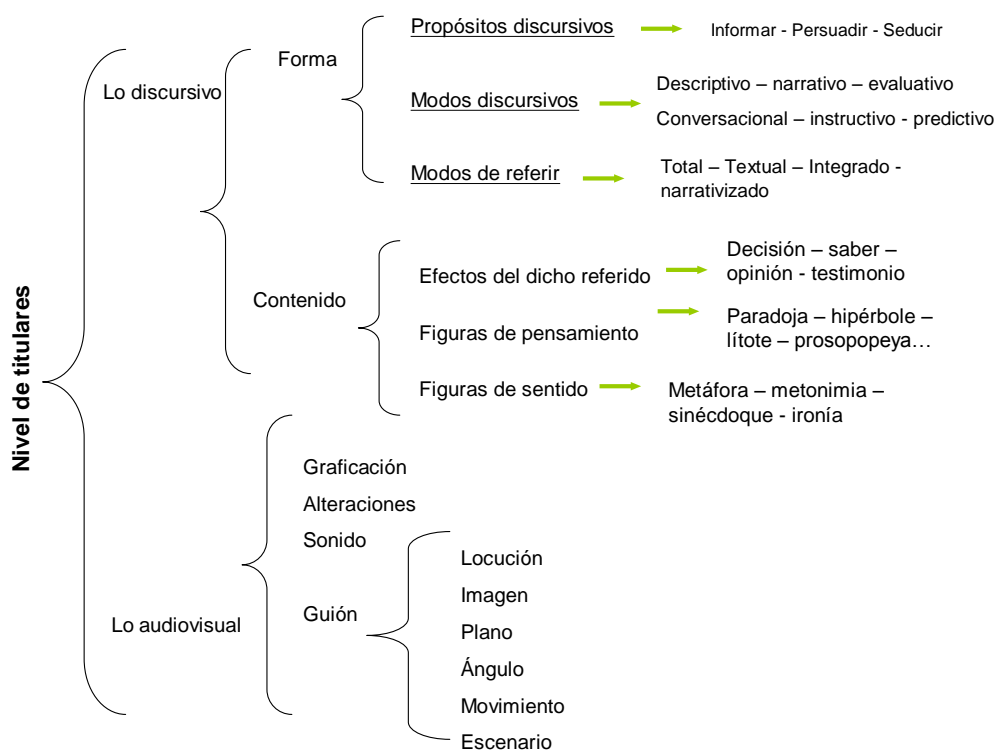 Nivel de titulares
Lo discursivo
Forma
Propósitos discursivos
Informar - Persuadir - Seducir
Modos discursivos
Descriptivo – narrativo – evaluativo
Conversacional – instructivo - predictivo
Modos de referir
Total – Textual – Integrado -
narrativizado
Contenido
Efectos del dicho referido
Decisión – saber –
opinión - testimonio
Figuras de pensamiento
Paradoja – hipérbole –
lítote – prosopopeya…
Figuras de sentido
Metáfora – metonimia –
sinécdoque - ironía
Lo audiovisual
Graficación
Alteraciones
Sonido
Guión
Locución
Imagen
Plano
Ángulo
Movimiento
Escenario